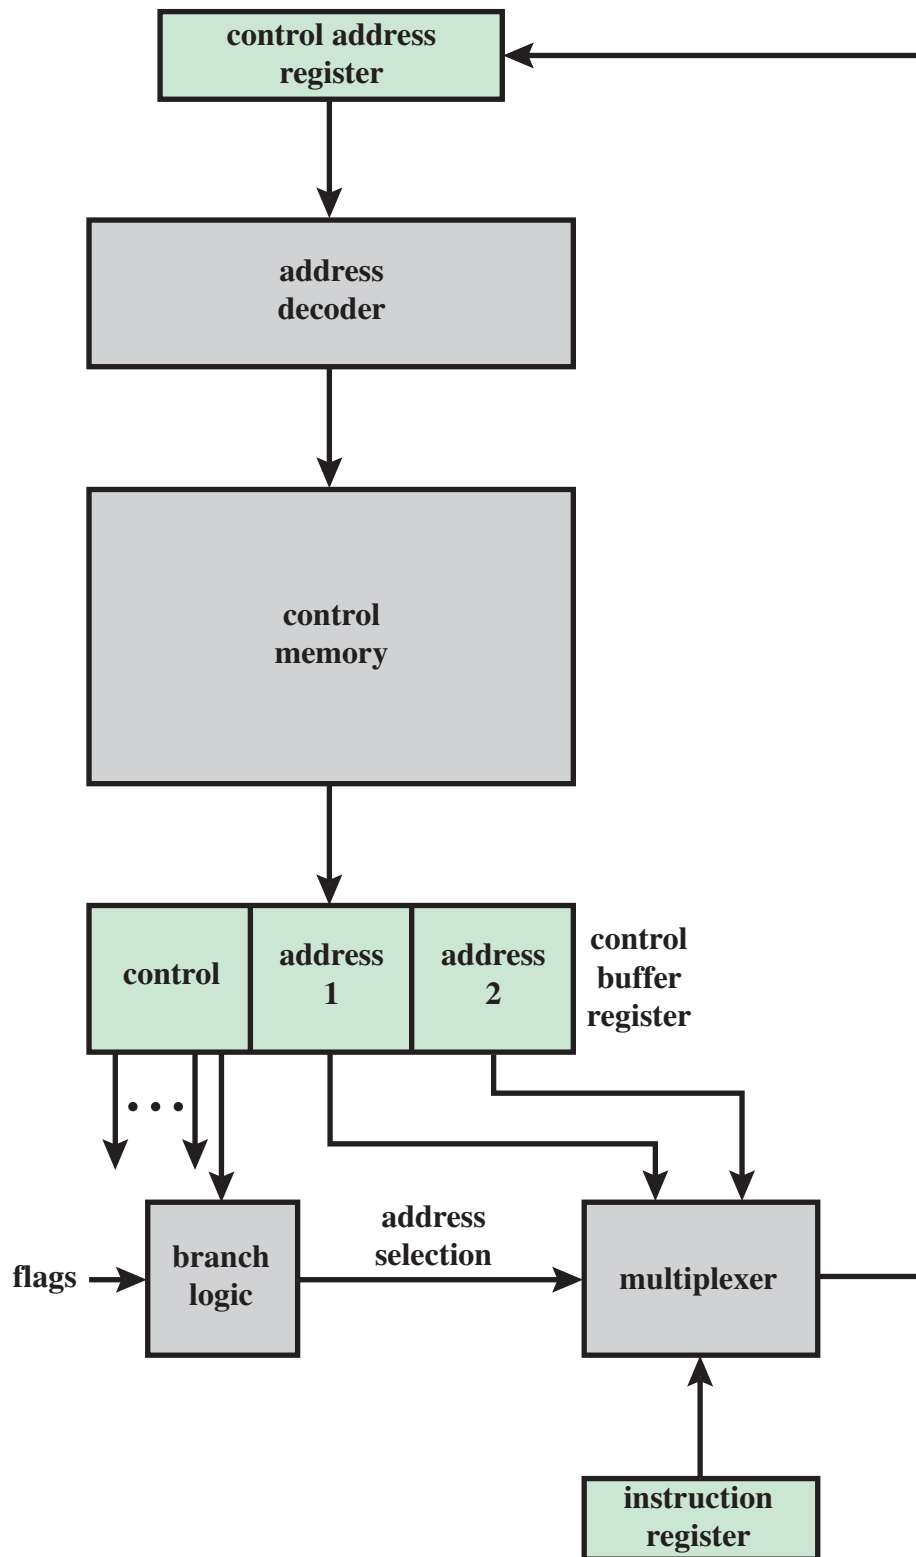 control address
register
address
decoder
control
memory
control
address
1
address
2
control
buffer
register
• • •
flags
branch
logic
address
selection
multiplexer
instruction
register